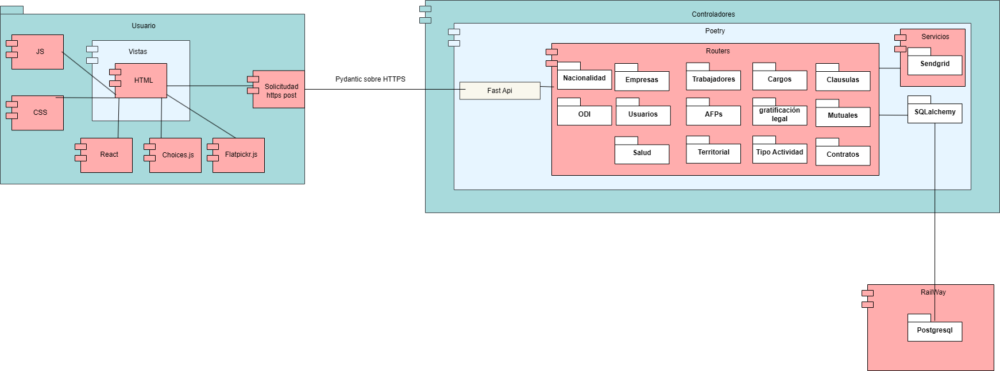 Usuario
JS
Vistas
HTML
Solicitudad
https post
CSS
React
Choices.js
Flatpickr.js
Pydantic sobre HTTPS
Controladores
Poetry
Fast Api
Routers
Nacionalidad
Empresas
Trabajadores
Cargos
Clausulas
ODI
Usuarios
AFPs
gratificación
legal
Mutuales
Salud
Territorial
Tipo Actividad
Contratos
Servicios
Sendgrid
SQLalchemy
RailWay
Postgresql